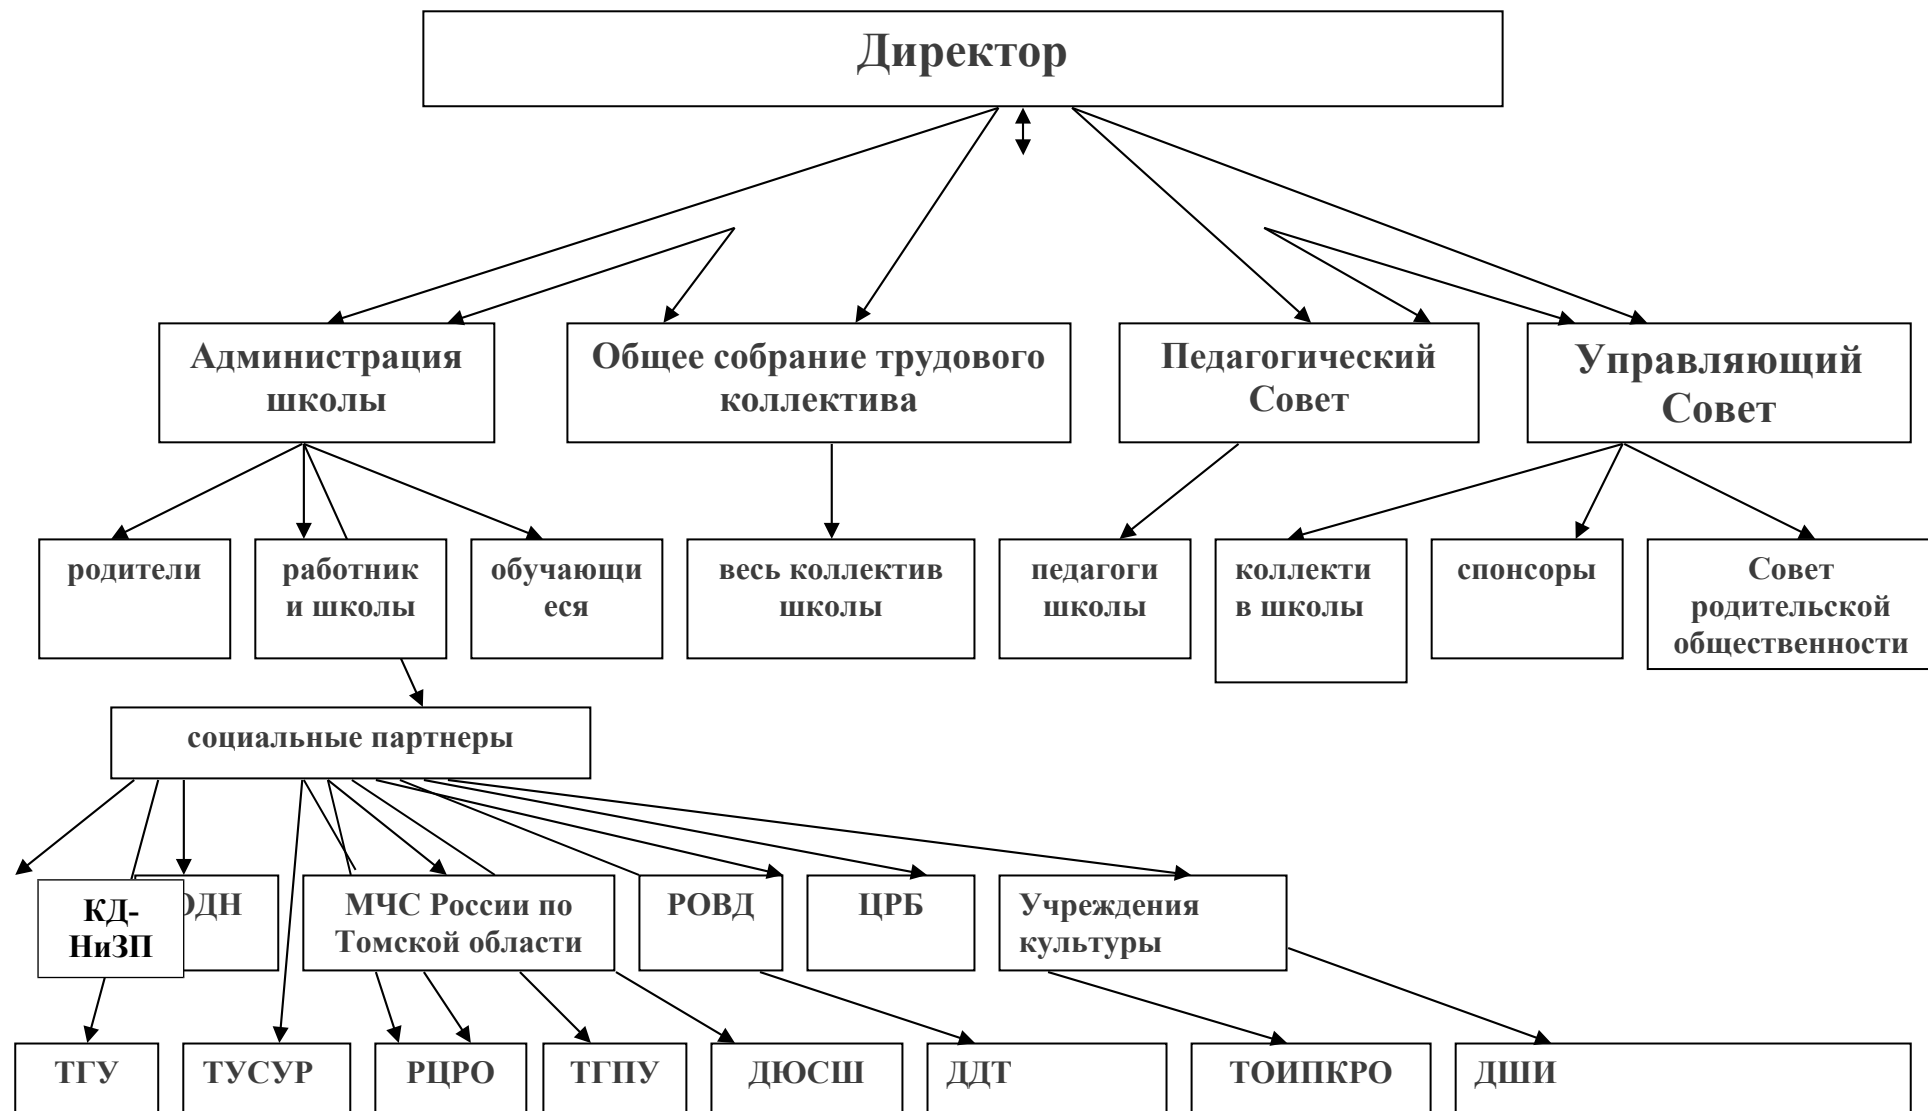 Директор
Администрация
школы
Общее собрание трудового
коллектива
Педагогический
Совет
Управляющий
Совет
родители
работник
и школы
обучающи
еся
весь коллектив
школы
педагоги
школы
коллекти
в школы
спонсоры
Совет
родительской
общественности
социальные партнеры
КД-
НиЗП
ОДН
МЧС России по
Томской области
РОВД
ЦРБ
Учреждения
культуры
ТГУ
ТУСУР
РЦРО
ТГПУ
ДЮСШ
ДДТ
ТОИПКРО
ДШИ